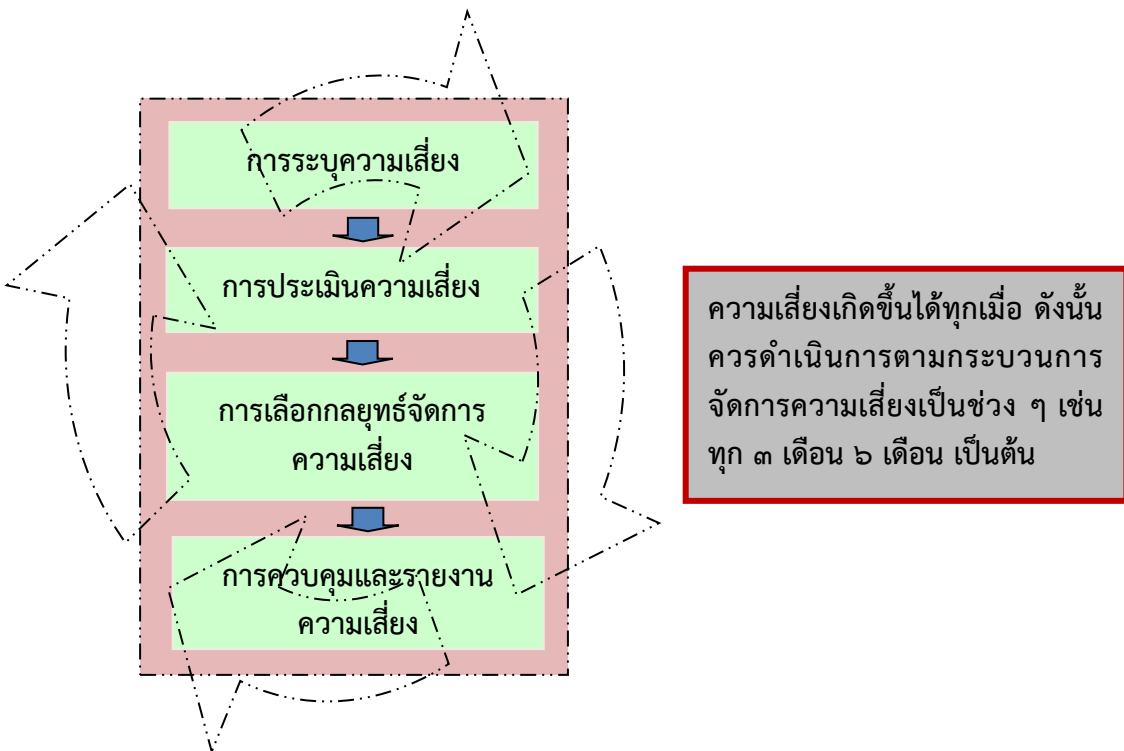 การระบุความเสี่ยง
การประเมินความเสี่ยง
การเลือกกลยุทธ์จัดการ
ความเสี่ยง
การควบคุมและรายงาน
ความเสี่ยง
ความเสี่ยงเกิดขึ้นได้ทุกเมื่อ ดังนั้น
ควรดำเนินการตามกระบวนการ
จัดการความเสี่ยงเป็นช่วง ๆ เช่น
ทุก ๓ เดือน ๖ เดือน เป็นต้น